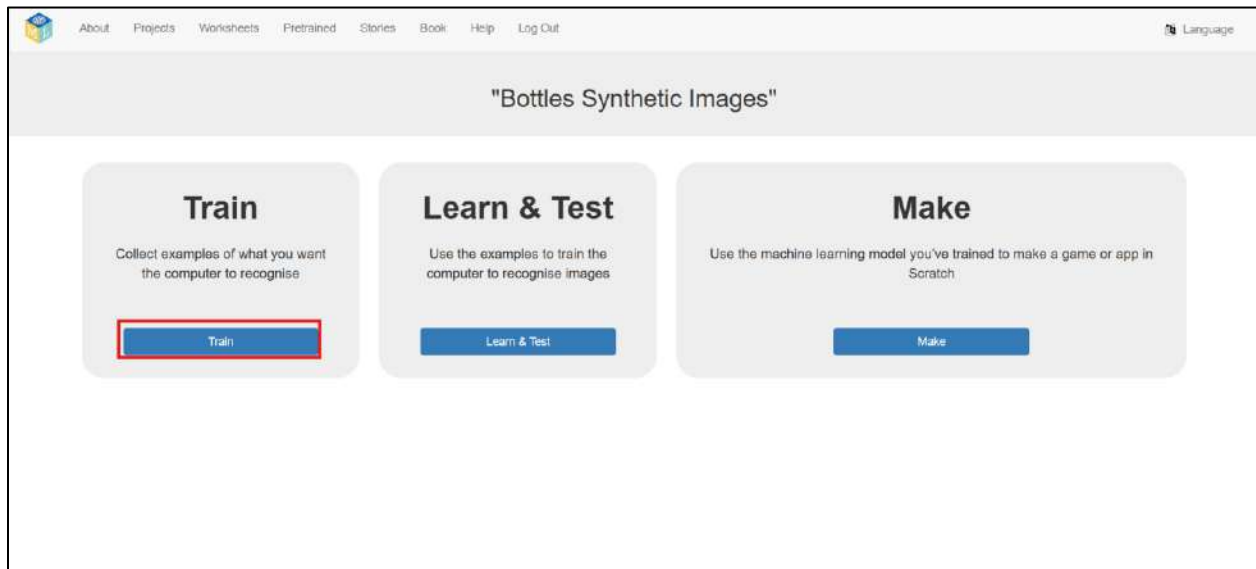 About Projects Worksheets Pretrained Stories Book Help Log Out Language
"Bottles Synthetic Images"
Train
Collect examples of what you want
the computer to recognise
Train
Learn & Test
Use the examples to train the
computer to recognise images
Learn & Test
Make
Use the machine learning model you've trained to make a game or app in
Scratch
Make